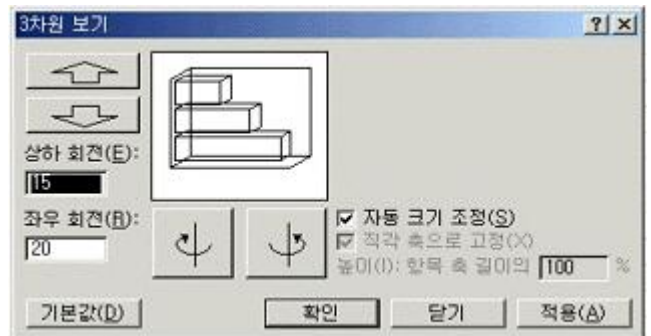 3차원 보기
상하 회전(E):
15
좌우 회전(R):
20
자동 크기 조정(S)
직각 축으로 고정(X)
높이(I): 항목 축 길이의 100 %
기본값(D) 확인 닫기 적용(A)